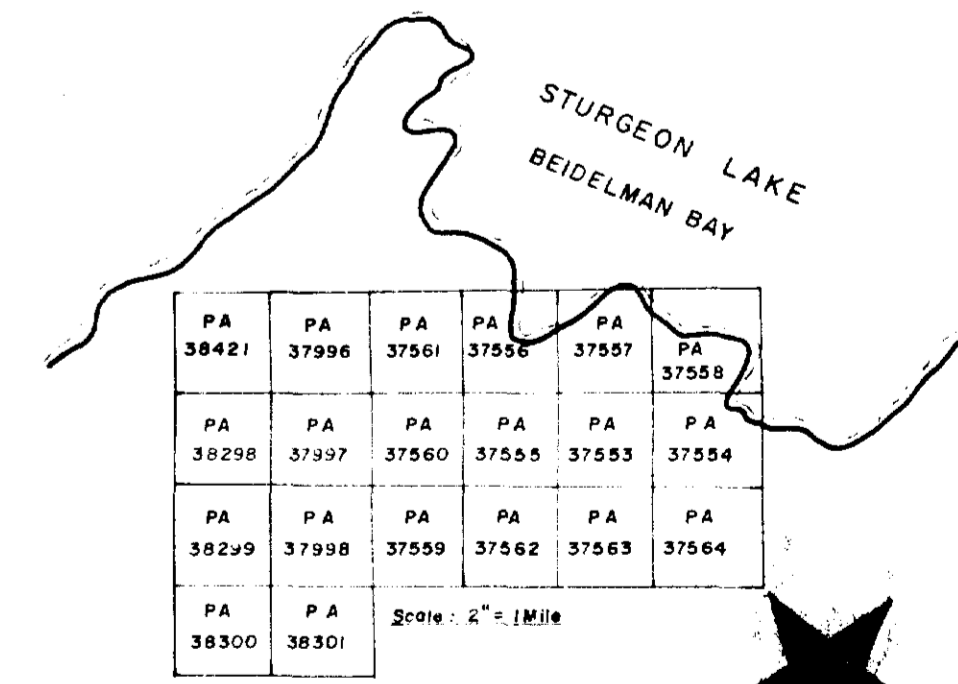 STURGEON LAKE
BEIDELMAN BAY
PA PA PA PA PA PA
38421 37996 37561 37556 37557 37558
PA PA PA PA PA PA
38298 37997 37560 37555 37553 37554
PA PA PA PA PA PA
38299 37998 37559 37562 37563 37564
PA PA
38300 38301
Scale : 2" = 1 Mile